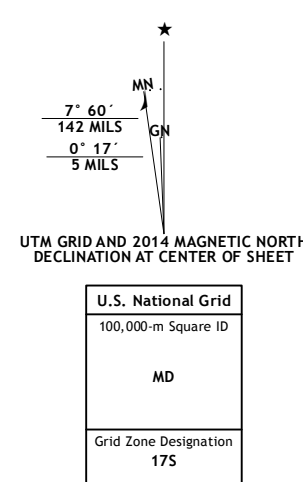 ★
MN
7° 60´
142 MILS
GN
0° 17´
5 MILS
UTM GRID AND 2014 MAGNETIC NORTH
DECLINATION AT CENTER OF SHEET
U.S. National Grid
100,000-m Square ID
MD
Grid Zone Designation
17S